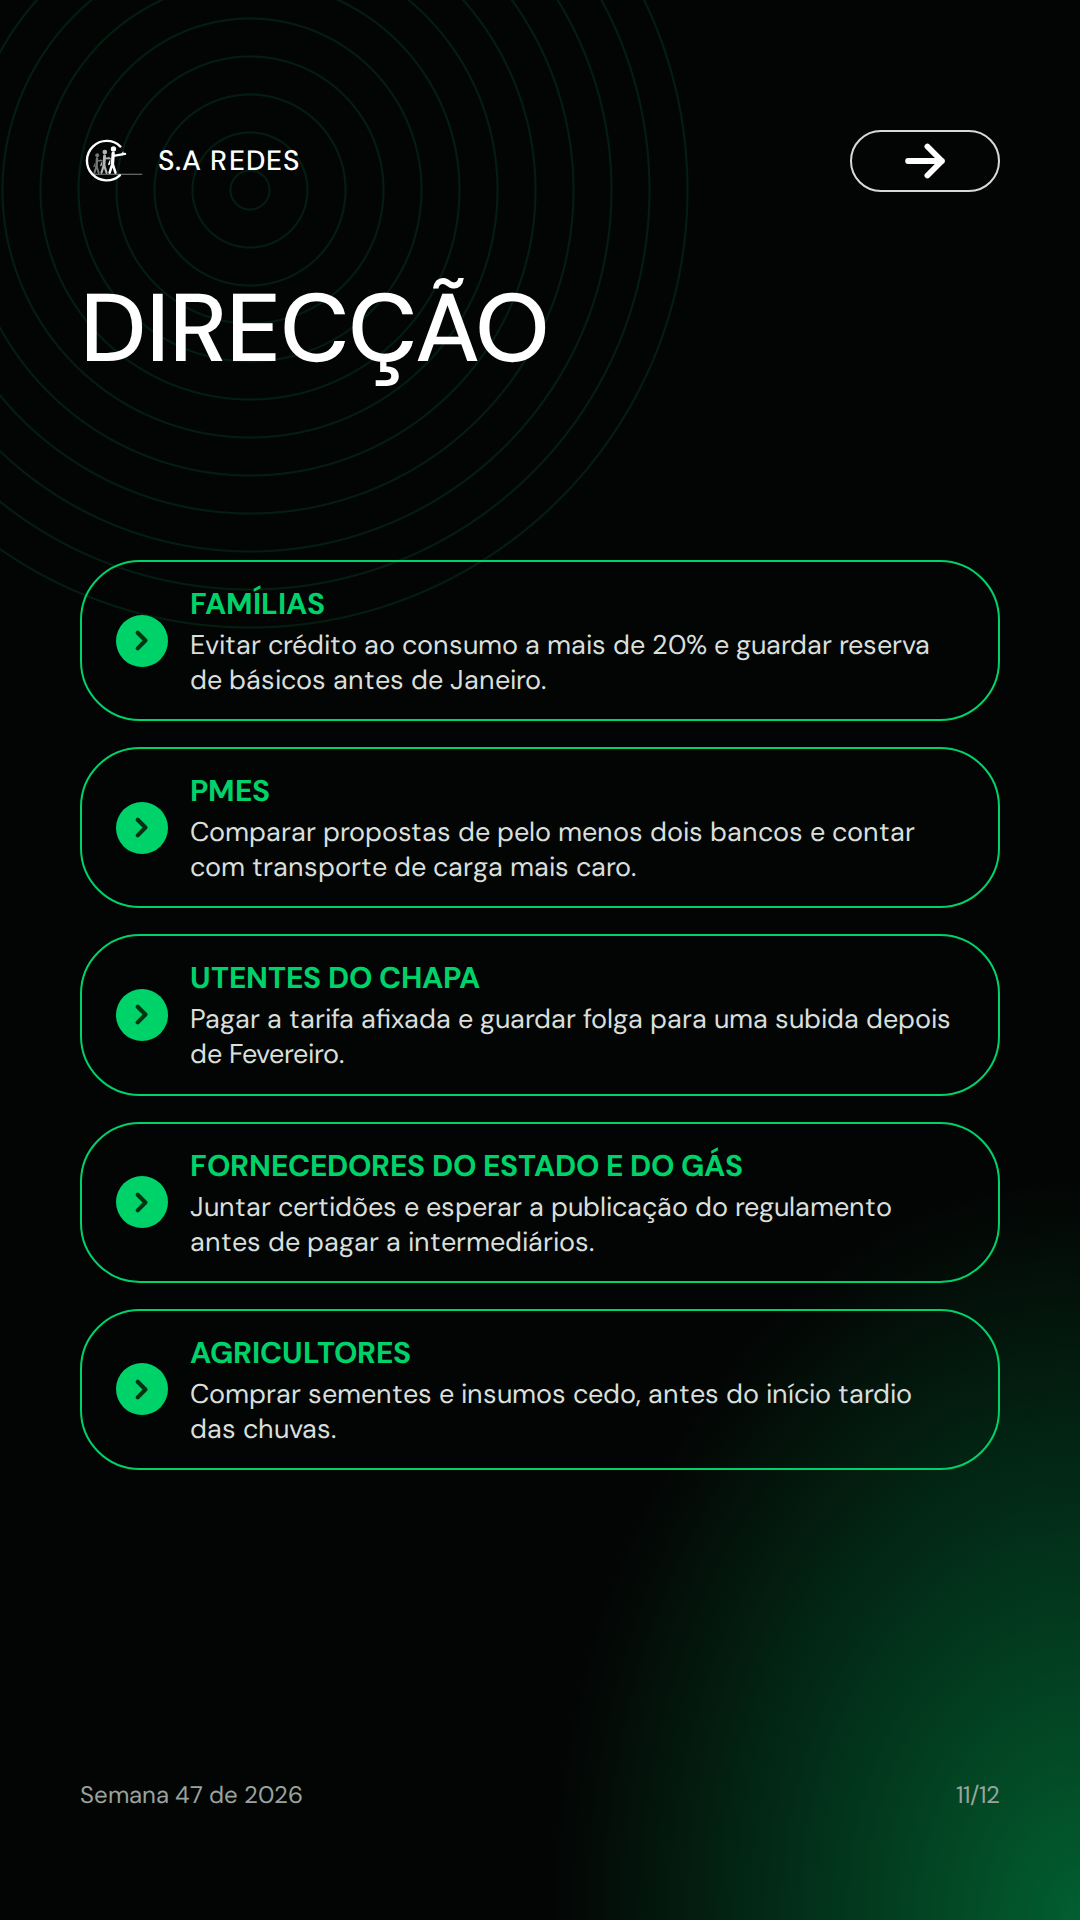 S.A REDES
DIRECÇÃO
FAMÍLIAS
Evitar crédito ao consumo a mais de 20% e guardar reserva
de básicos antes de Janeiro.
PMES
Comparar propostas de pelo menos dois bancos e contar
com transporte de carga mais caro.
UTENTES DO CHAPA
Pagar a tarifa afixada e guardar folga para uma subida depois
de Fevereiro.
FORNECEDORES DO ESTADO E DO GÁS
Juntar certidões e esperar a publicação do regulamento
antes de pagar a intermediários.
AGRICULTORES
Comprar sementes e insumos cedo, antes do início tardio
das chuvas.
Semana 47 de 2026
11/12